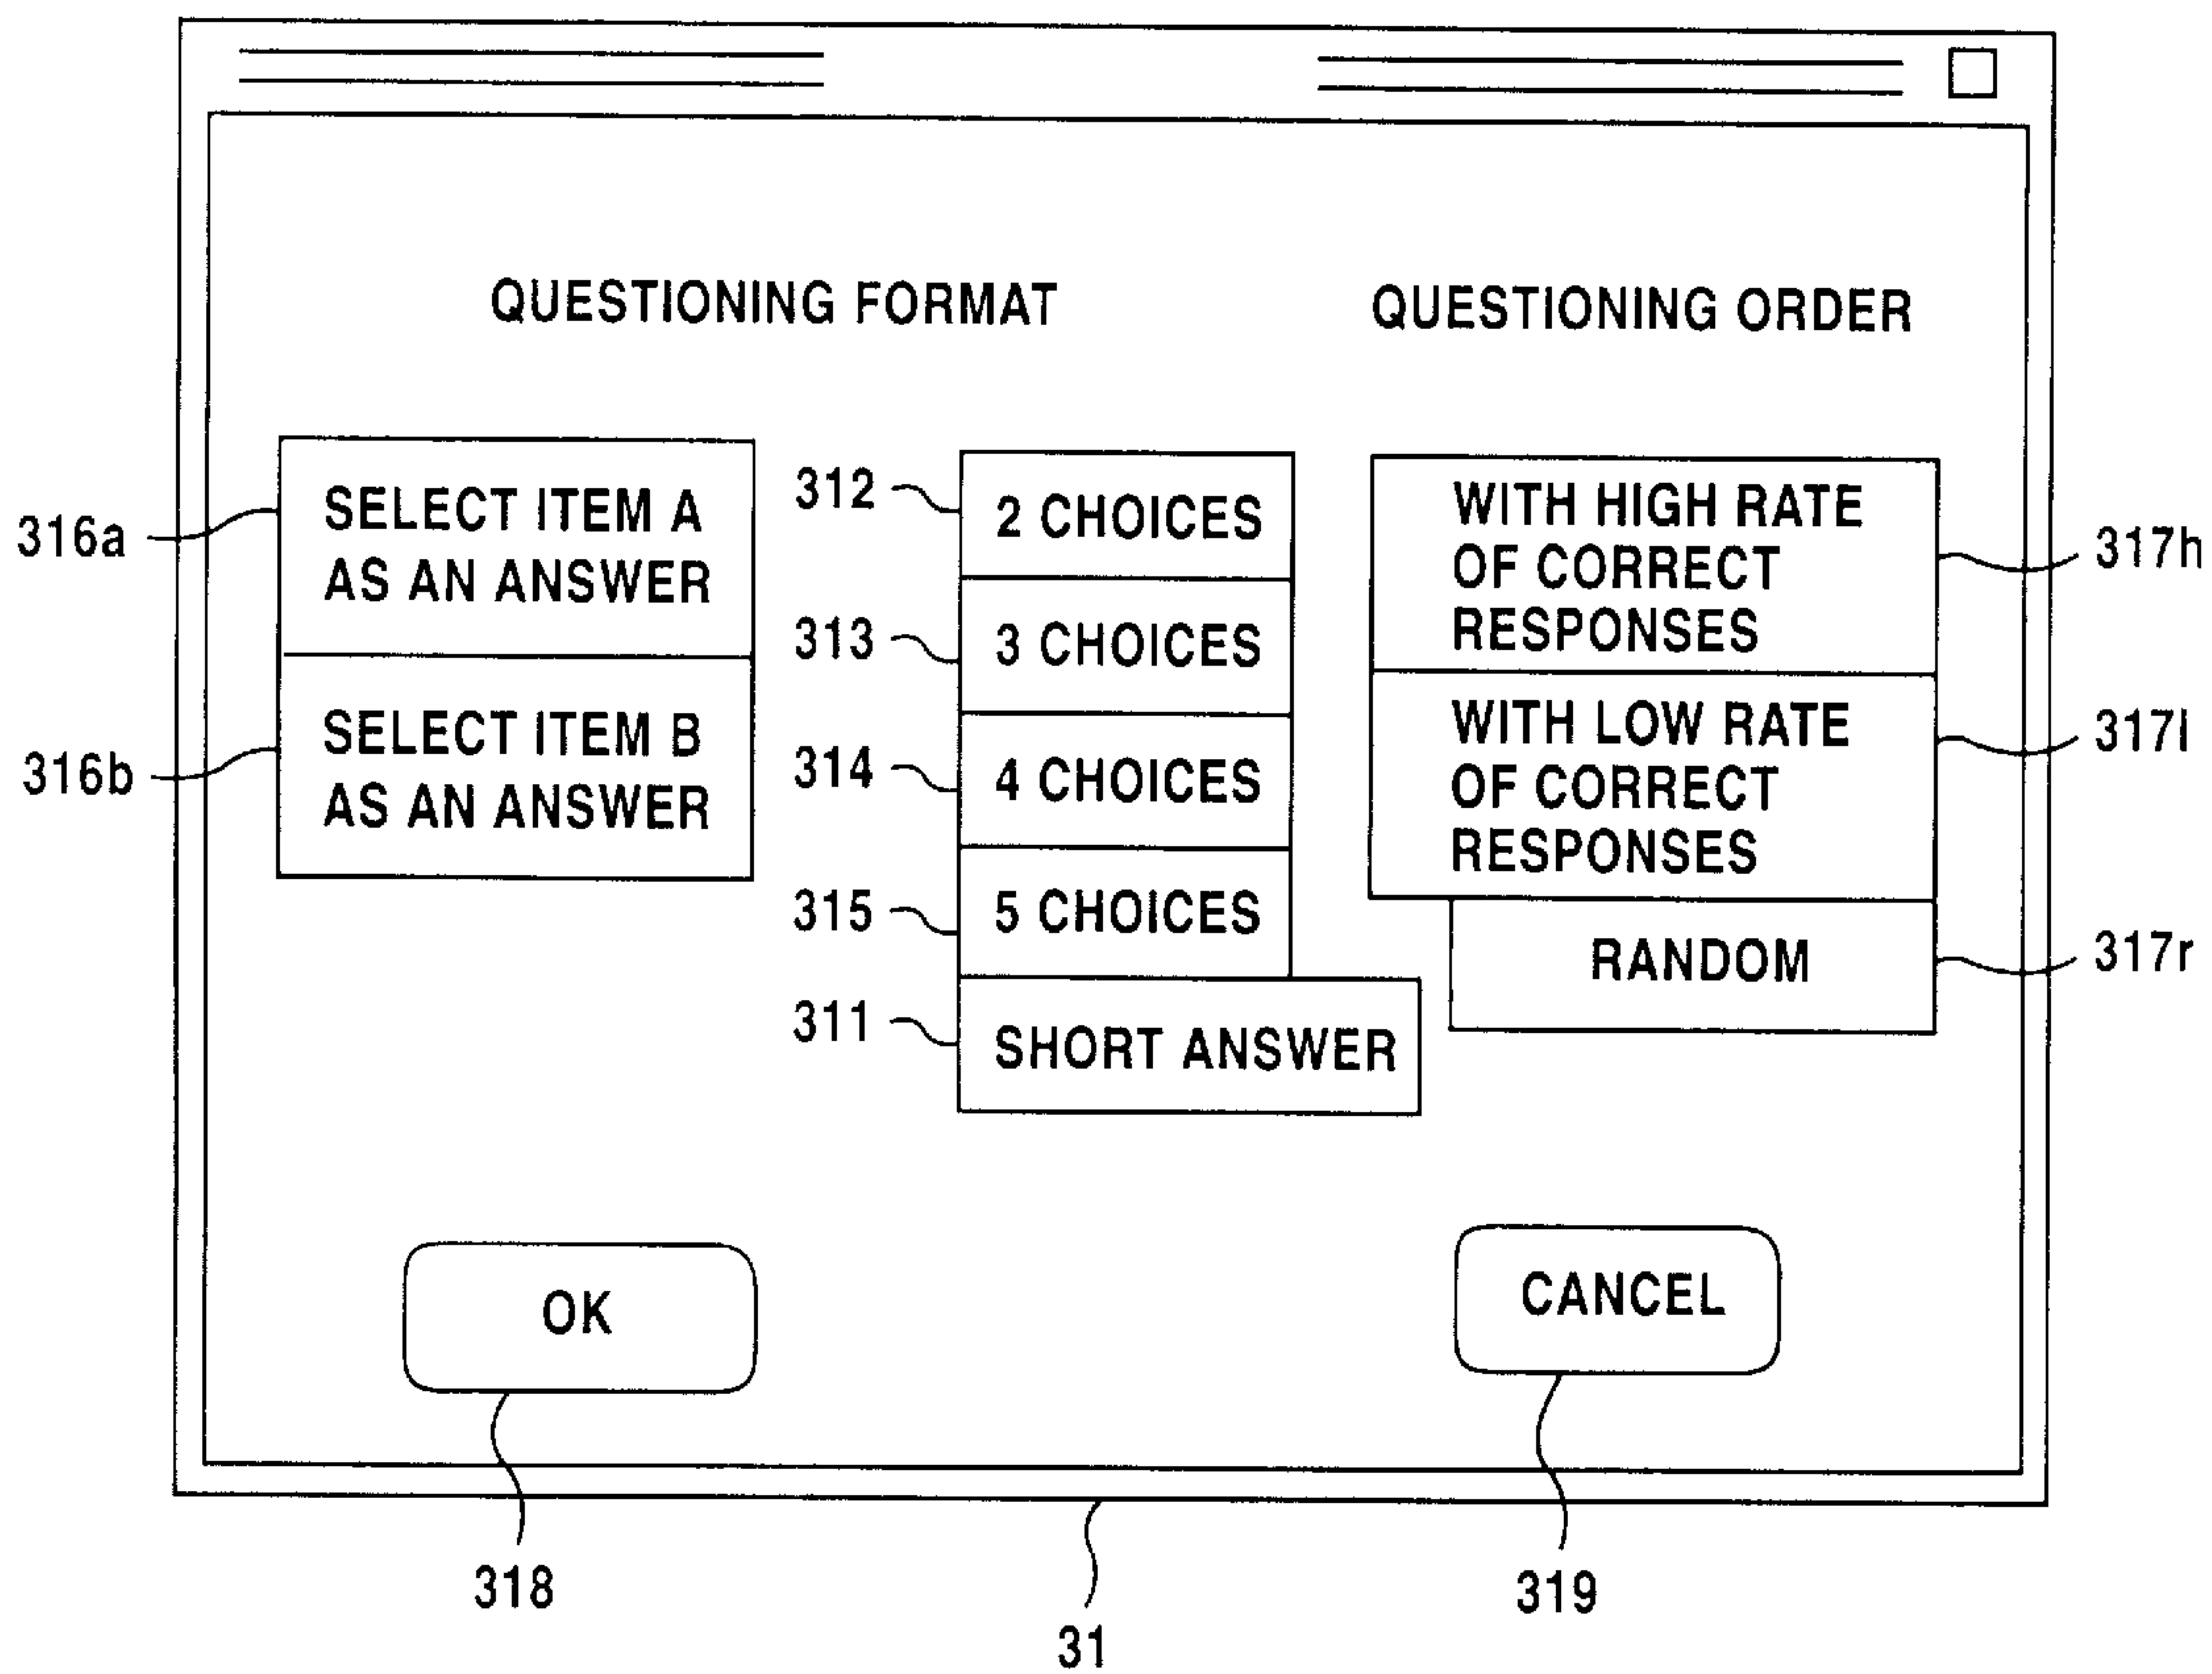 QUESTIONING FORMAT
QUESTIONING ORDER
316a
SELECT ITEM A
AS AN ANSWER
316b
SELECT ITEM B
AS AN ANSWER
312
2 CHOICES
313
3 CHOICES
314
4 CHOICES
315
5 CHOICES
311
SHORT ANSWER
WITH HIGH RATE
OF CORRECT
RESPONSES
317h
WITH LOW RATE
OF CORRECT
RESPONSES
317l
RANDOM
317r
OK
CANCEL
318
319
31